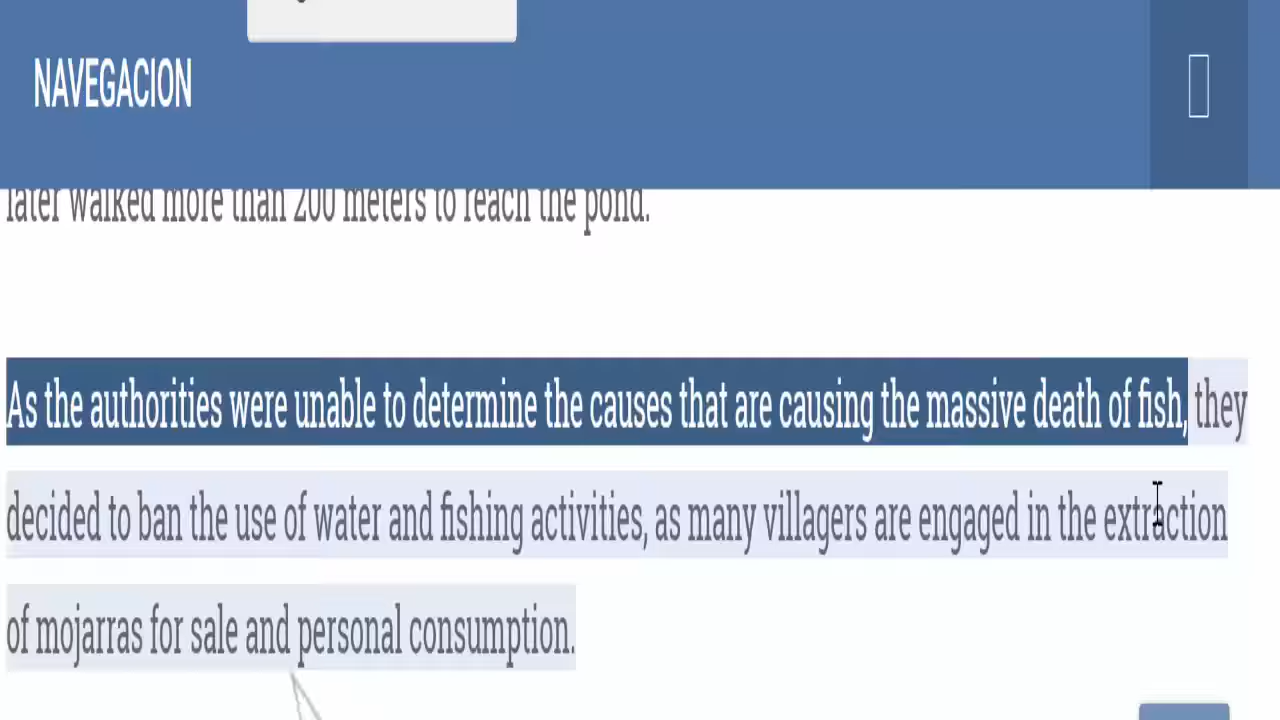 NAVEGACION
later walked more than 200 meters to reach the pond.
As the authorities were unable to determine the causes that are causing the massive death of fish, they
decided to ban the use of water and fishing activities, as many villagers are engaged in the extraction
of mojarras for sale and personal consumption.